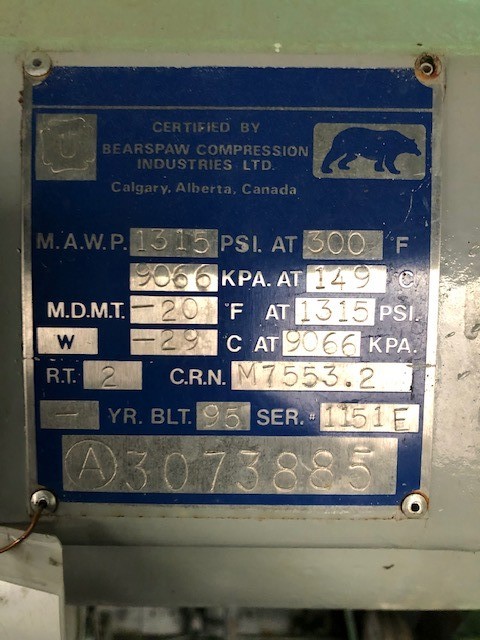 U
CERTIFIED BY
BEARSPAW COMPRESSION
INDUSTRIES LTD.
Calgary, Alberta, Canada
M.A.W.P. 1315 PSI. AT 300 F
9066 KPA. AT 149 C
M.D.M.T. -20 °F AT 1315 PSI.
W -29 °C AT 9066 KPA.
R.T. 2 C.R.N. M7553.2
- YR. BLT. 95 SER. # 1151E
A 3073885